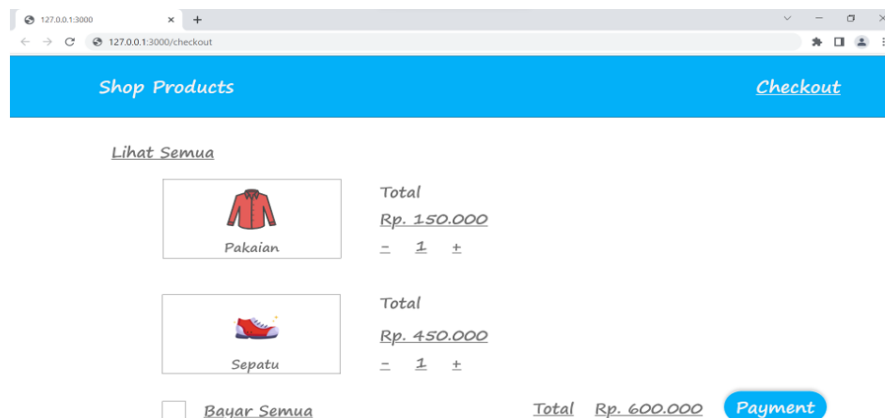 127.0.0.1:3000
127.0.0.1:3000/checkout
Shop Products Checkout
Lihat Semua
Pakaian
Total
Rp. 150.000
- 1 +
Sepatu
Total
Rp. 450.000
- 1 +
Bayar Semua Total Rp. 600.000 Payment